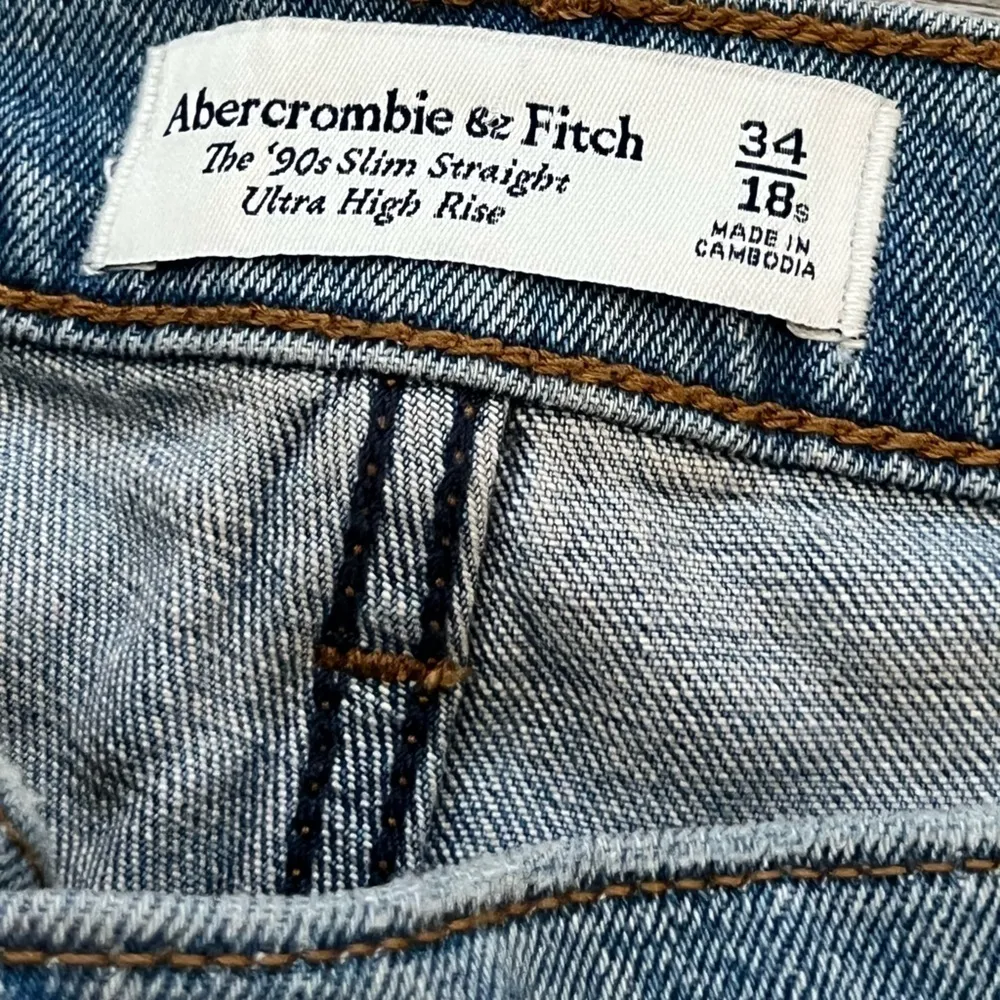 Abercrombie & Fitch
The '90s Slim Straight
Ultra High Rise
34
18s
MADE IN
CAMBODIA